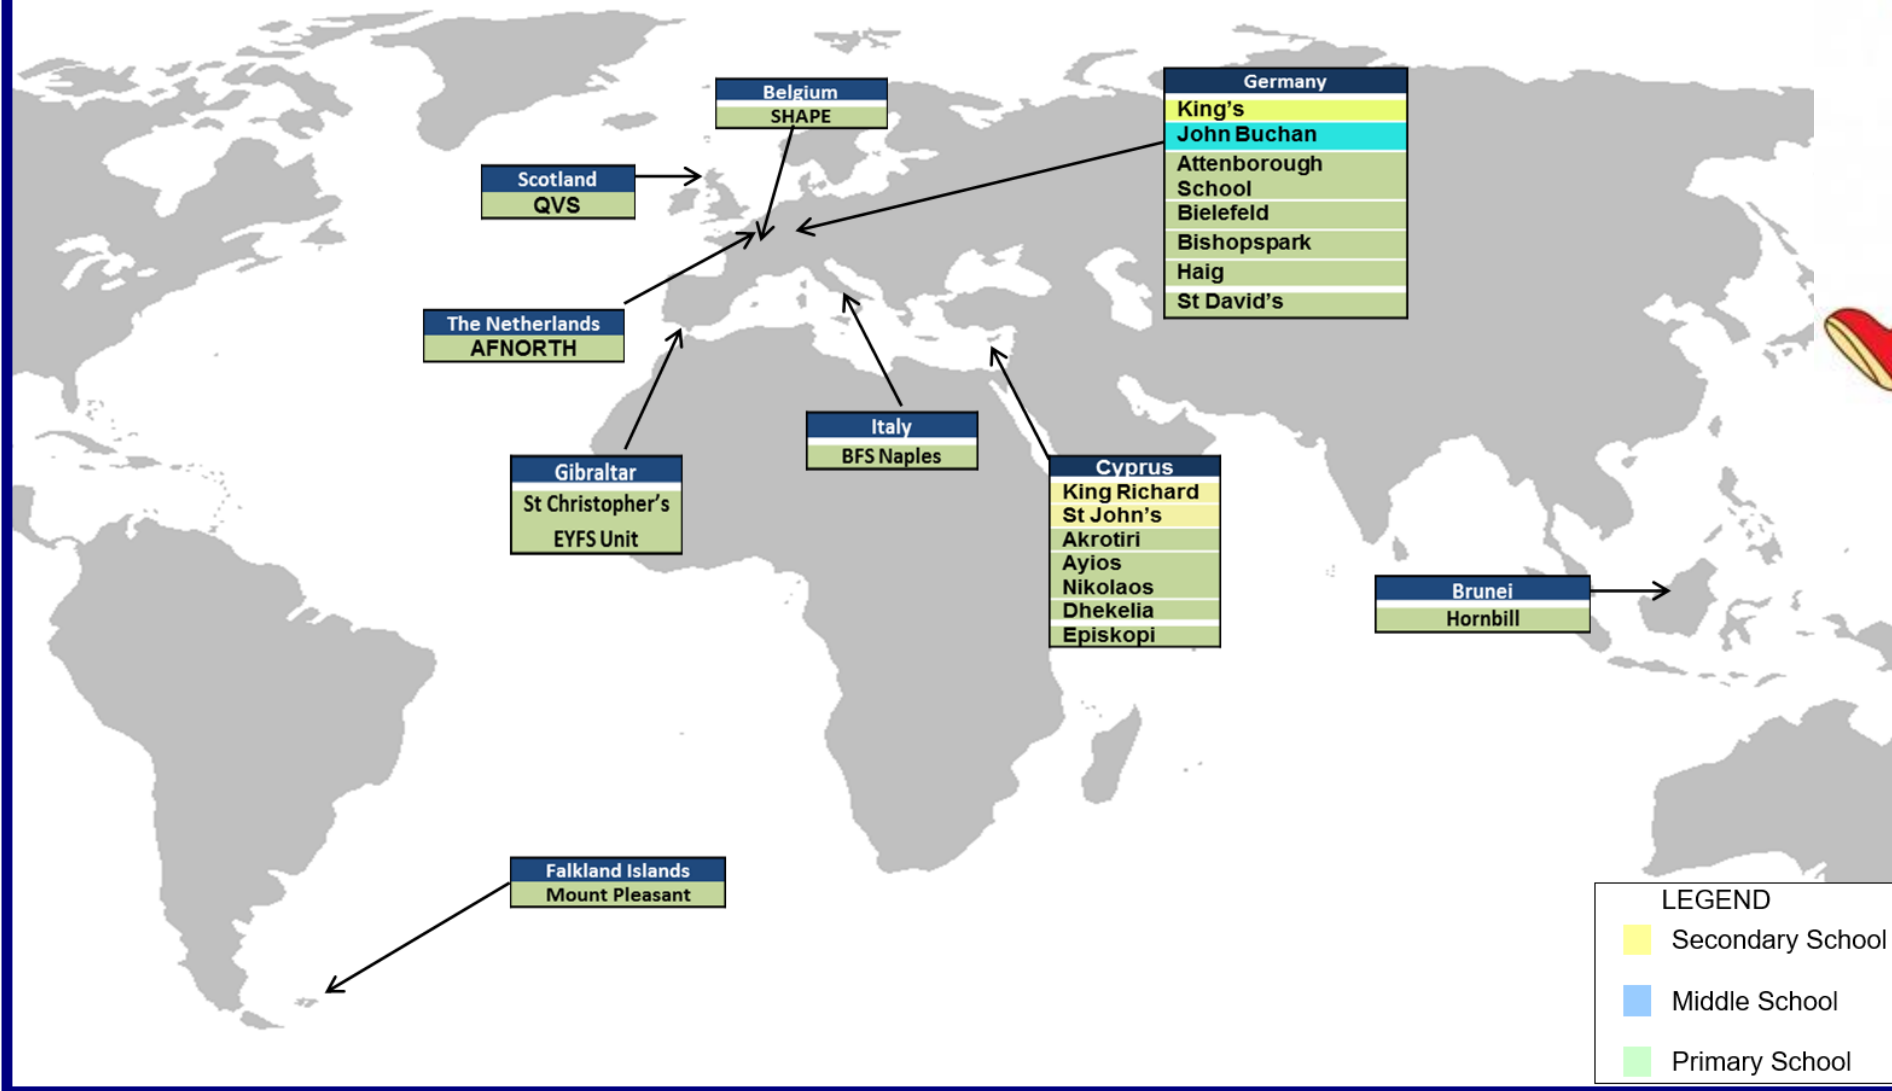 Belgium
SHAPE
Germany
King's
John Buchan
Attenborough
School
Bielefeld
Bishopspark
Haig
St David's
Scotland
QVS
The Netherlands
AFNORTH
Italy
BFS Naples
Gibraltar
St Christopher's
EYFS Unit
Cyprus
King Richard
St John's
Akrotiri
Ayios
Nikolaos
Dhekelia
Episkopi
Brunei
Hornbill
Falkland Islands
Mount Pleasant
LEGEND
Secondary School
Middle School
Primary School